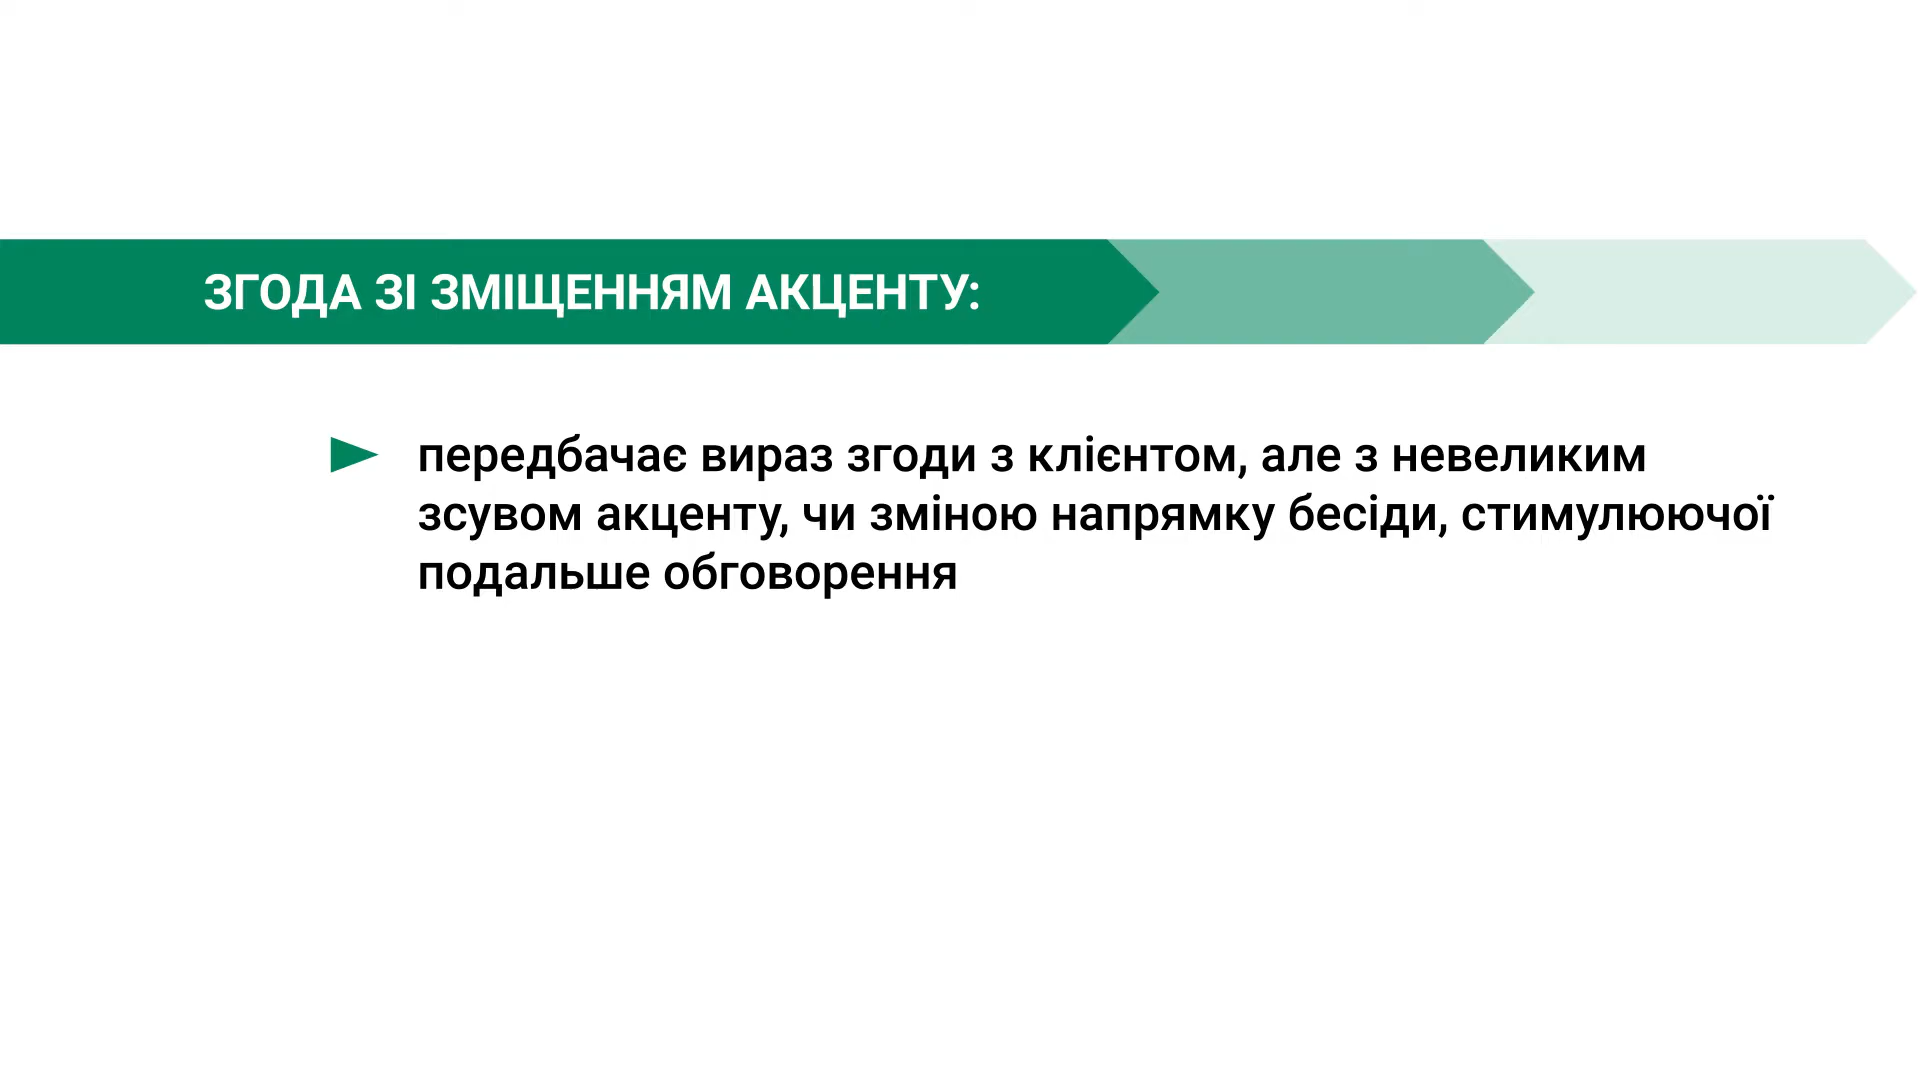 ЗГОДА ЗІ ЗМІЩЕННЯМ АКЦЕНТУ:
передбачає вираз згоди з клієнтом, але з невеликим
зсувом акценту, чи зміною напрямку бесіди, стимулюючої
подальше обговорення